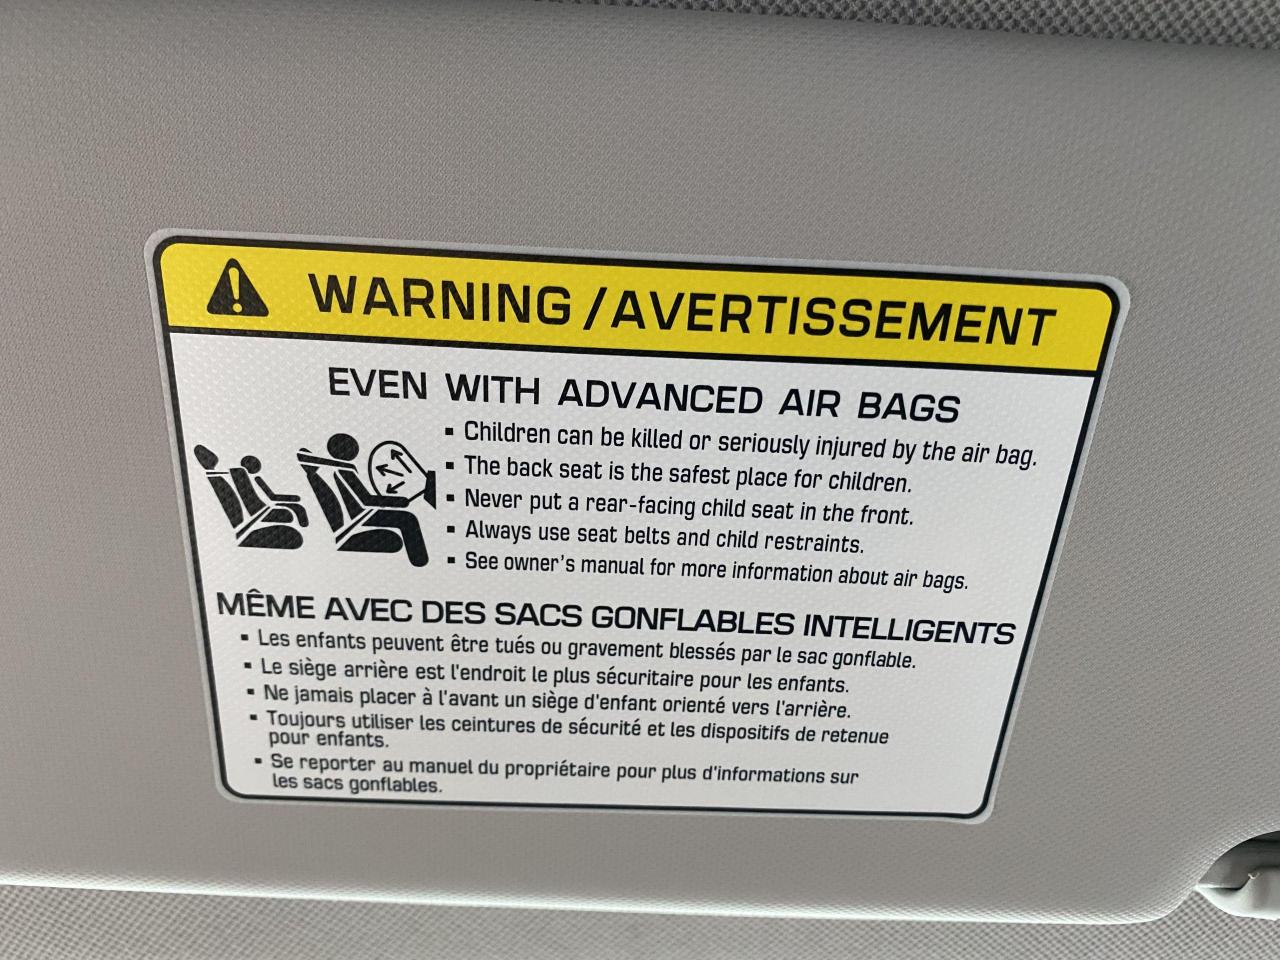 WARNING/AVERTISSEMENT
EVEN WITH ADVANCED AIR BAGS
▪ Children can be killed or seriously injured by the air bag.
▪ The back seat is the safest place for children.
▪ Never put a rear-facing child seat in the front.
▪ Always use seat belts and child restraints.
▪ See owner's manual for more information about air bags.
MÊME AVEC DES SACS GONFLABLES INTELLIGENTS
▪ Les enfants peuvent être tués ou gravement blessés par le sac gonflable.
▪ Le siège arrière est l'endroit le plus sécuritaire pour les enfants.
▪ Ne jamais placer à l'avant un siège d'enfant orienté vers l'arrière.
▪ Toujours utiliser les ceintures de sécurité et les dispositifs de retenue
pour enfants.
▪ Se reporter au manuel du propriétaire pour plus d'informations sur
les sacs gonflables.